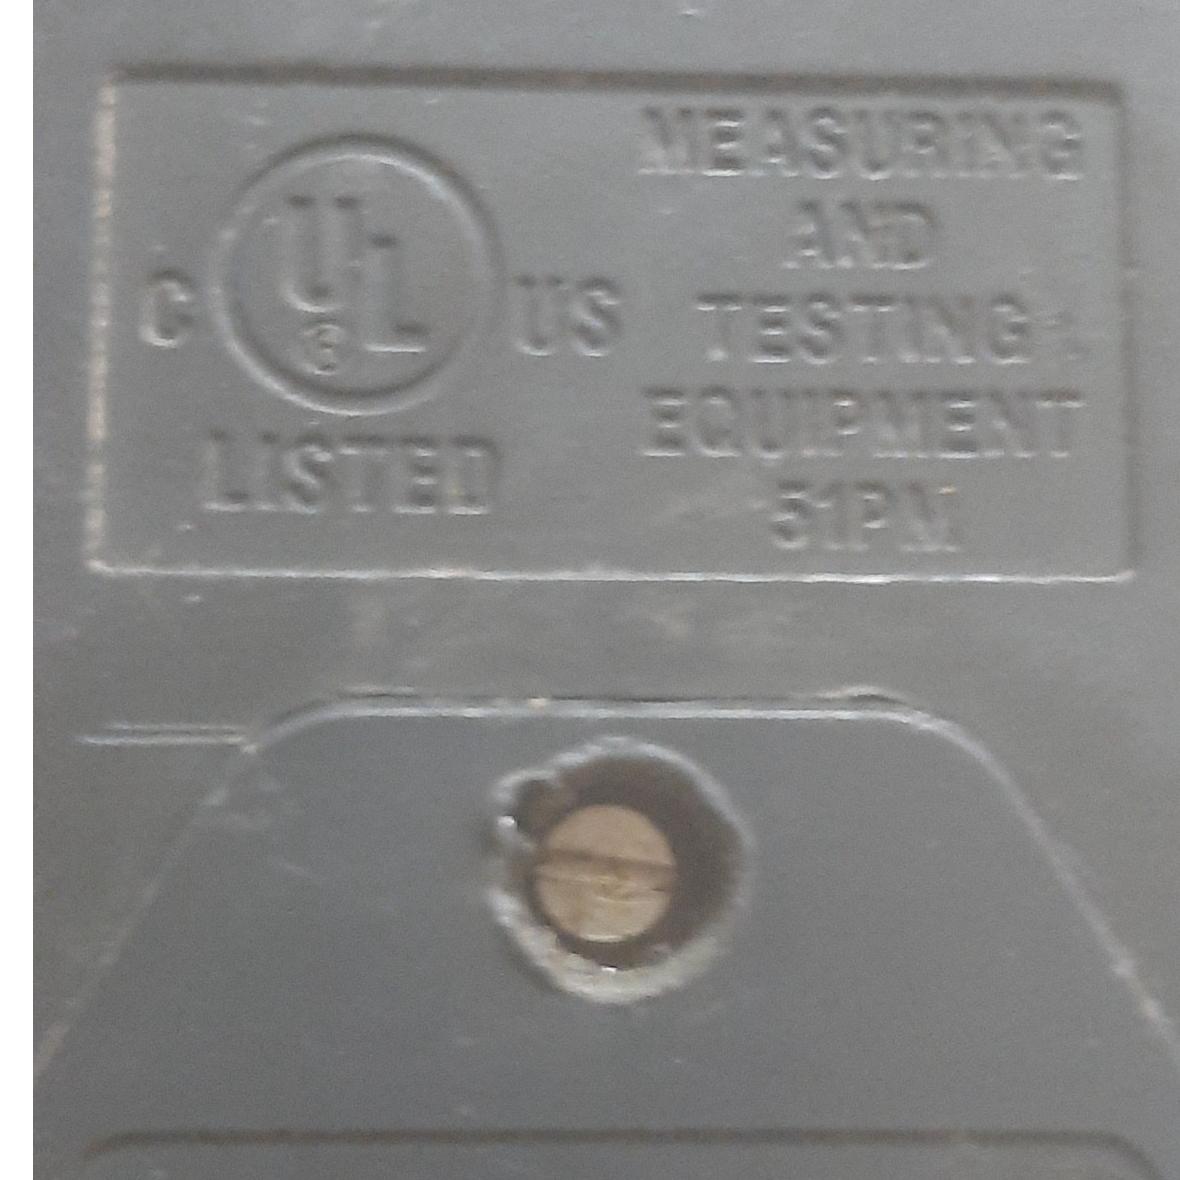 C UL US
®
LISTED
MEASURING
AND
TESTING
EQUIPMENT
51PM